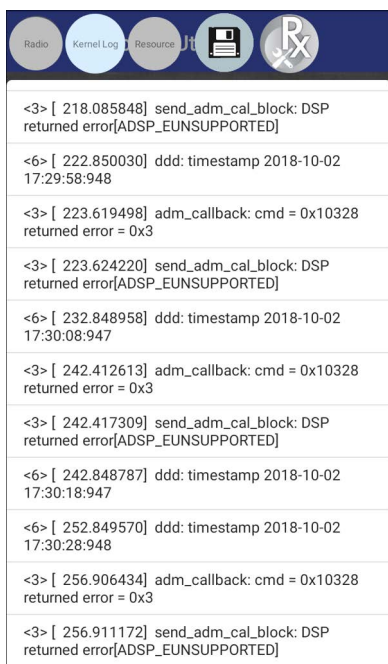 Radio
Kernel Log
Resource
Rx
<3> [ 218.085848] send_adm_cal_block: DSP
returned error[ADSP_EUNSUPPORTED]
<6> [ 222.850030] ddd: timestamp 2018-10-02
17:29:58:948
<3> [ 223.619498] adm_callback: cmd = 0x10328
returned error = 0x3
<3> [ 223.624220] send_adm_cal_block: DSP
returned error[ADSP_EUNSUPPORTED]
<6> [ 232.848958] ddd: timestamp 2018-10-02
17:30:08:947
<3> [ 242.412613] adm_callback: cmd = 0x10328
returned error = 0x3
<3> [ 242.417309] send_adm_cal_block: DSP
returned error[ADSP_EUNSUPPORTED]
<6> [ 242.848787] ddd: timestamp 2018-10-02
17:30:18:947
<6> [ 252.849570] ddd: timestamp 2018-10-02
17:30:28:948
<3> [ 256.906434] adm_callback: cmd = 0x10328
returned error = 0x3
<3> [ 256.911172] send_adm_cal_block: DSP
returned error[ADSP_EUNSUPPORTED]